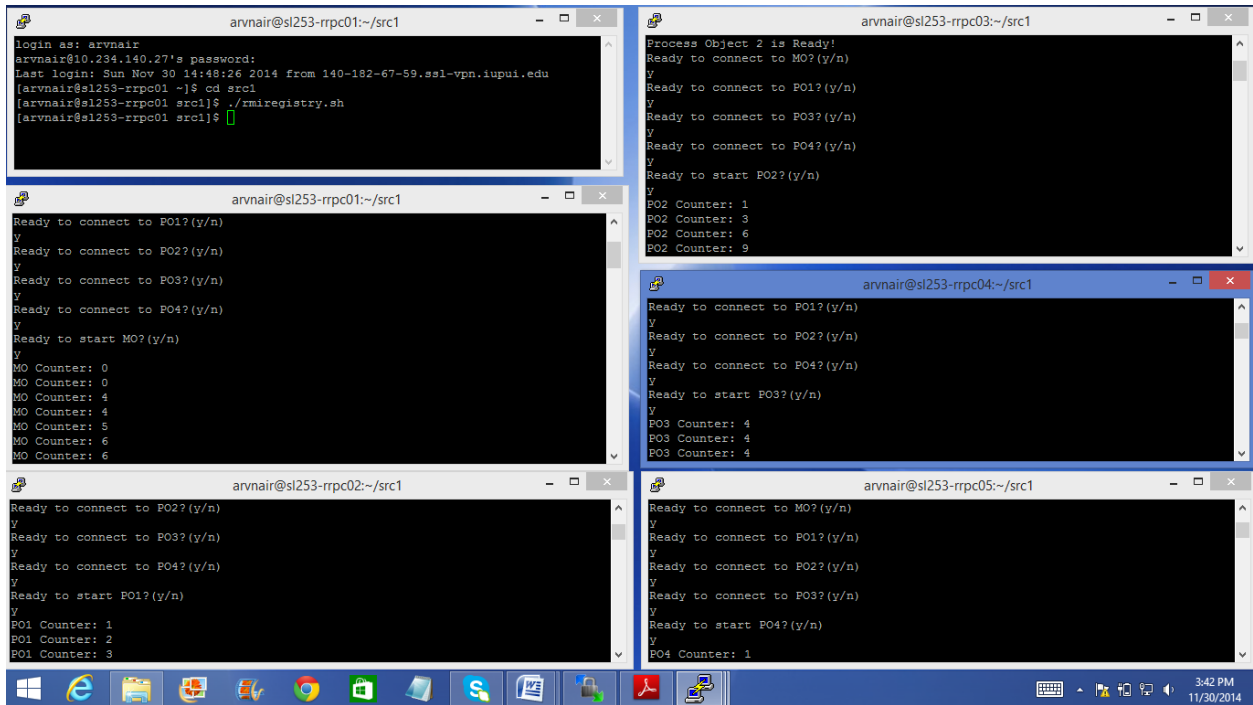 arvnair@sl253-rrpc01:~/src1
login as: arvnair
arvnair@10.234.140.27's password:
Last login: Sun Nov 30 14:48:26 2014 from 140-182-67-59.ssl-vpn.iupui.edu
[arvnair@sl253-rrpc01 ~]$ cd src1
[arvnair@sl253-rrpc01 src1]$ ./rmiregistry.sh
[arvnair@sl253-rrpc01 src1]$
arvnair@sl253-rrpc01:~/src1
Ready to connect to PO1?(y/n)
y
Ready to connect to PO2?(y/n)
y
Ready to connect to PO3?(y/n)
y
Ready to connect to PO4?(y/n)
y
Ready to start MO?(y/n)
y
MO Counter: 0
MO Counter: 0
MO Counter: 4
MO Counter: 4
MO Counter: 5
MO Counter: 6
MO Counter: 6
arvnair@sl253-rrpc02:~/src1
Ready to connect to PO2?(y/n)
y
Ready to connect to PO3?(y/n)
y
Ready to connect to PO4?(y/n)
y
Ready to start PO1?(y/n)
y
PO1 Counter: 1
PO1 Counter: 2
PO1 Counter: 3
arvnair@sl253-rrpc03:~/src1
Process Object 2 is Ready!
Ready to connect to MO?(y/n)
y
Ready to connect to PO1?(y/n)
y
Ready to connect to PO3?(y/n)
y
Ready to connect to PO4?(y/n)
y
Ready to start PO2?(y/n)
y
PO2 Counter: 1
PO2 Counter: 3
PO2 Counter: 6
PO2 Counter: 9
arvnair@sl253-rrpc04:~/src1
Ready to connect to PO1?(y/n)
y
Ready to connect to PO2?(y/n)
y
Ready to connect to PO4?(y/n)
y
Ready to start PO3?(y/n)
y
PO3 Counter: 4
PO3 Counter: 4
PO3 Counter: 4
arvnair@sl253-rrpc05:~/src1
Ready to connect to MO?(y/n)
y
Ready to connect to PO1?(y/n)
y
Ready to connect to PO2?(y/n)
y
Ready to connect to PO3?(y/n)
y
Ready to start PO4?(y/n)
y
PO4 Counter: 1
3:42 PM
11/30/2014